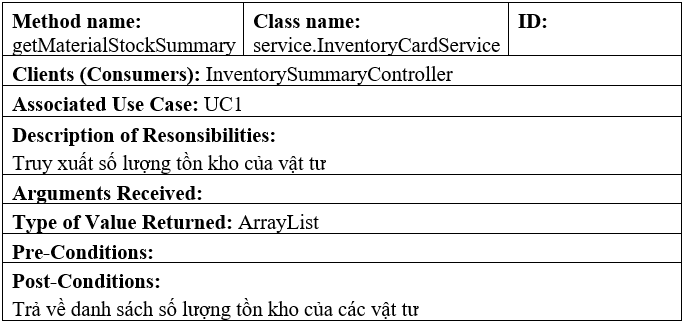 Method name:
getMaterialStockSummary
Class name:
service.InventoryCardService
ID:
Clients (Consumers): InventorySummaryController
Associated Use Case: UC1
Description of Resonsibilities:
Truy xuất số lượng tồn kho của vật tư
Arguments Received:
Type of Value Returned: ArrayList
Pre-Conditions:
Post-Conditions:
Trả về danh sách số lượng tồn kho của các vật tư